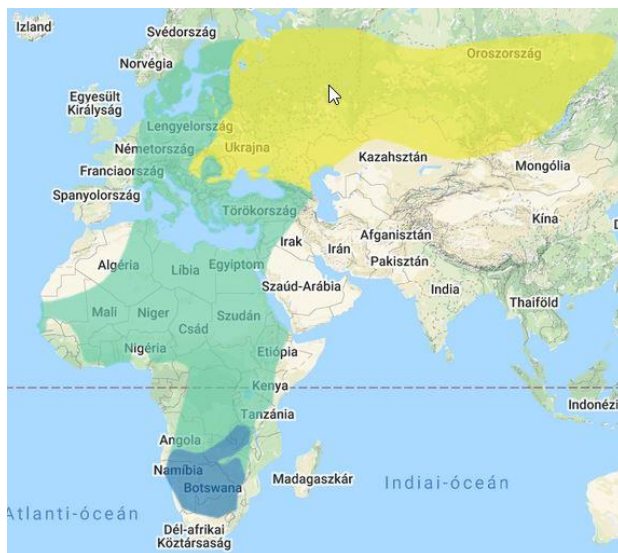 Izland
Svédország
Norvégia
Oroszország
Egyesült
Királyság
Lengyelország
Németország
Ukrajna
Franciaország
Kazahsztán
Mongólia
Spanyolország
Törökország
Kína
Afganisztán
Irak
Irán
Pakisztán
Algéria
Líbia
Egyiptom
Szaúd-Arábia
India
Thaiföld
Mali
Niger
Csád
Szudán
Nigéria
Etiópia
Kenya
Indonézi
Tanzánia
Angola
Namíbia
Botswana
Madagaszkár
Indiai-óceán
Atlanti-óceán
Dél-afrikai
Köztársaság